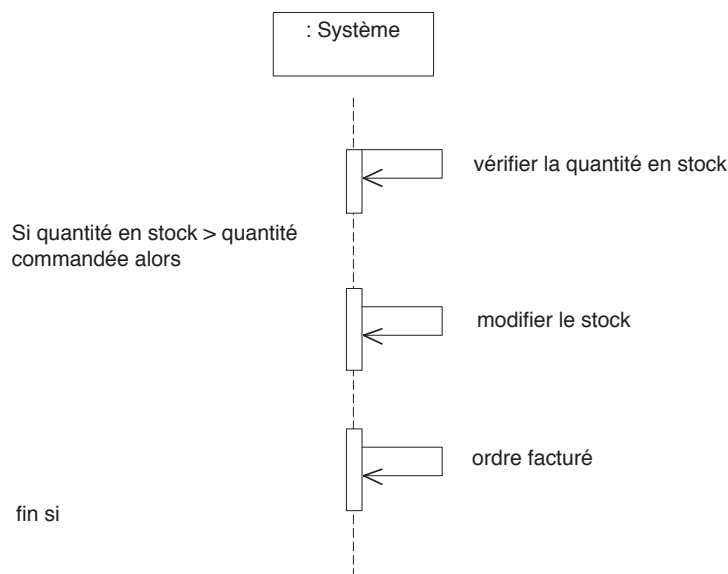 : Système
vérifier la quantité en stock
Si quantité en stock > quantité
commandée alors
modifier le stock
ordre facturé
fin si